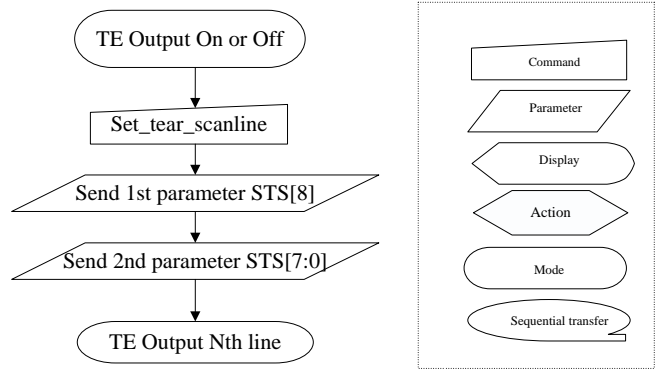 TE Output On or Off
Set_tear_scanline
Send 1st parameter STS[8]
Send 2nd parameter STS[7:0]
TE Output Nth line
Command
Parameter
Display
Action
Mode
Sequential transfer